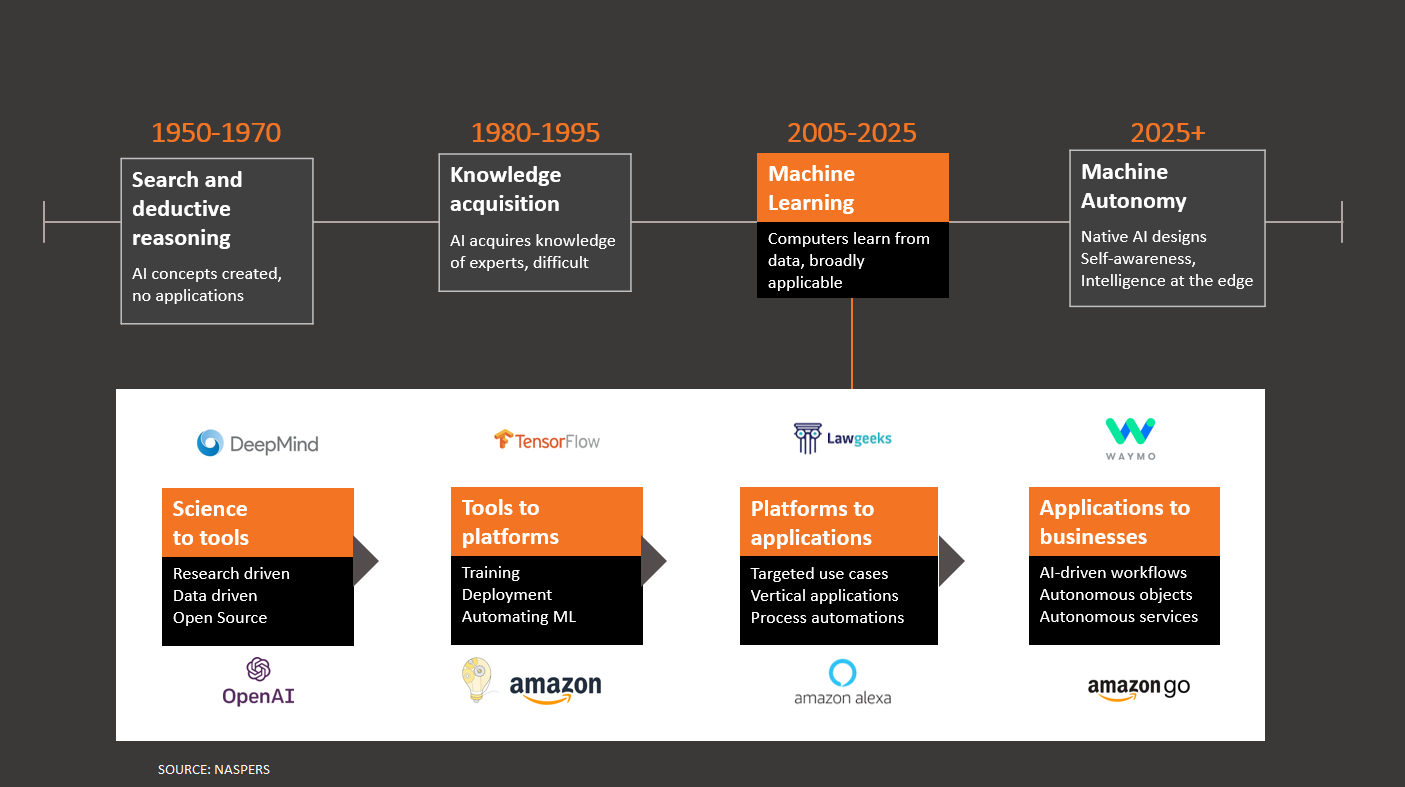 1950-1970
Search and
deductive
reasoning
AI concepts created,
no applications
1980-1995
Knowledge
acquisition
AI acquires knowledge
of experts, difficult
2005-2025
Machine
Learning
Computers learn from
data, broadly
applicable
2025+
Machine
Autonomy
Native AI designs
Self-awareness,
Intelligence at the edge
DeepMind
Science
to tools
Research driven
Data driven
Open Source
OpenAI
TensorFlow
Tools to
platforms
Training
Deployment
Automating ML
amazon
Lawgeeks
Platforms to
applications
Targeted use cases
Vertical applications
Process automations
amazon alexa
WAYMO
Applications to
businesses
AI-driven workflows
Autonomous objects
Autonomous services
amazon go
SOURCE: NASPERS